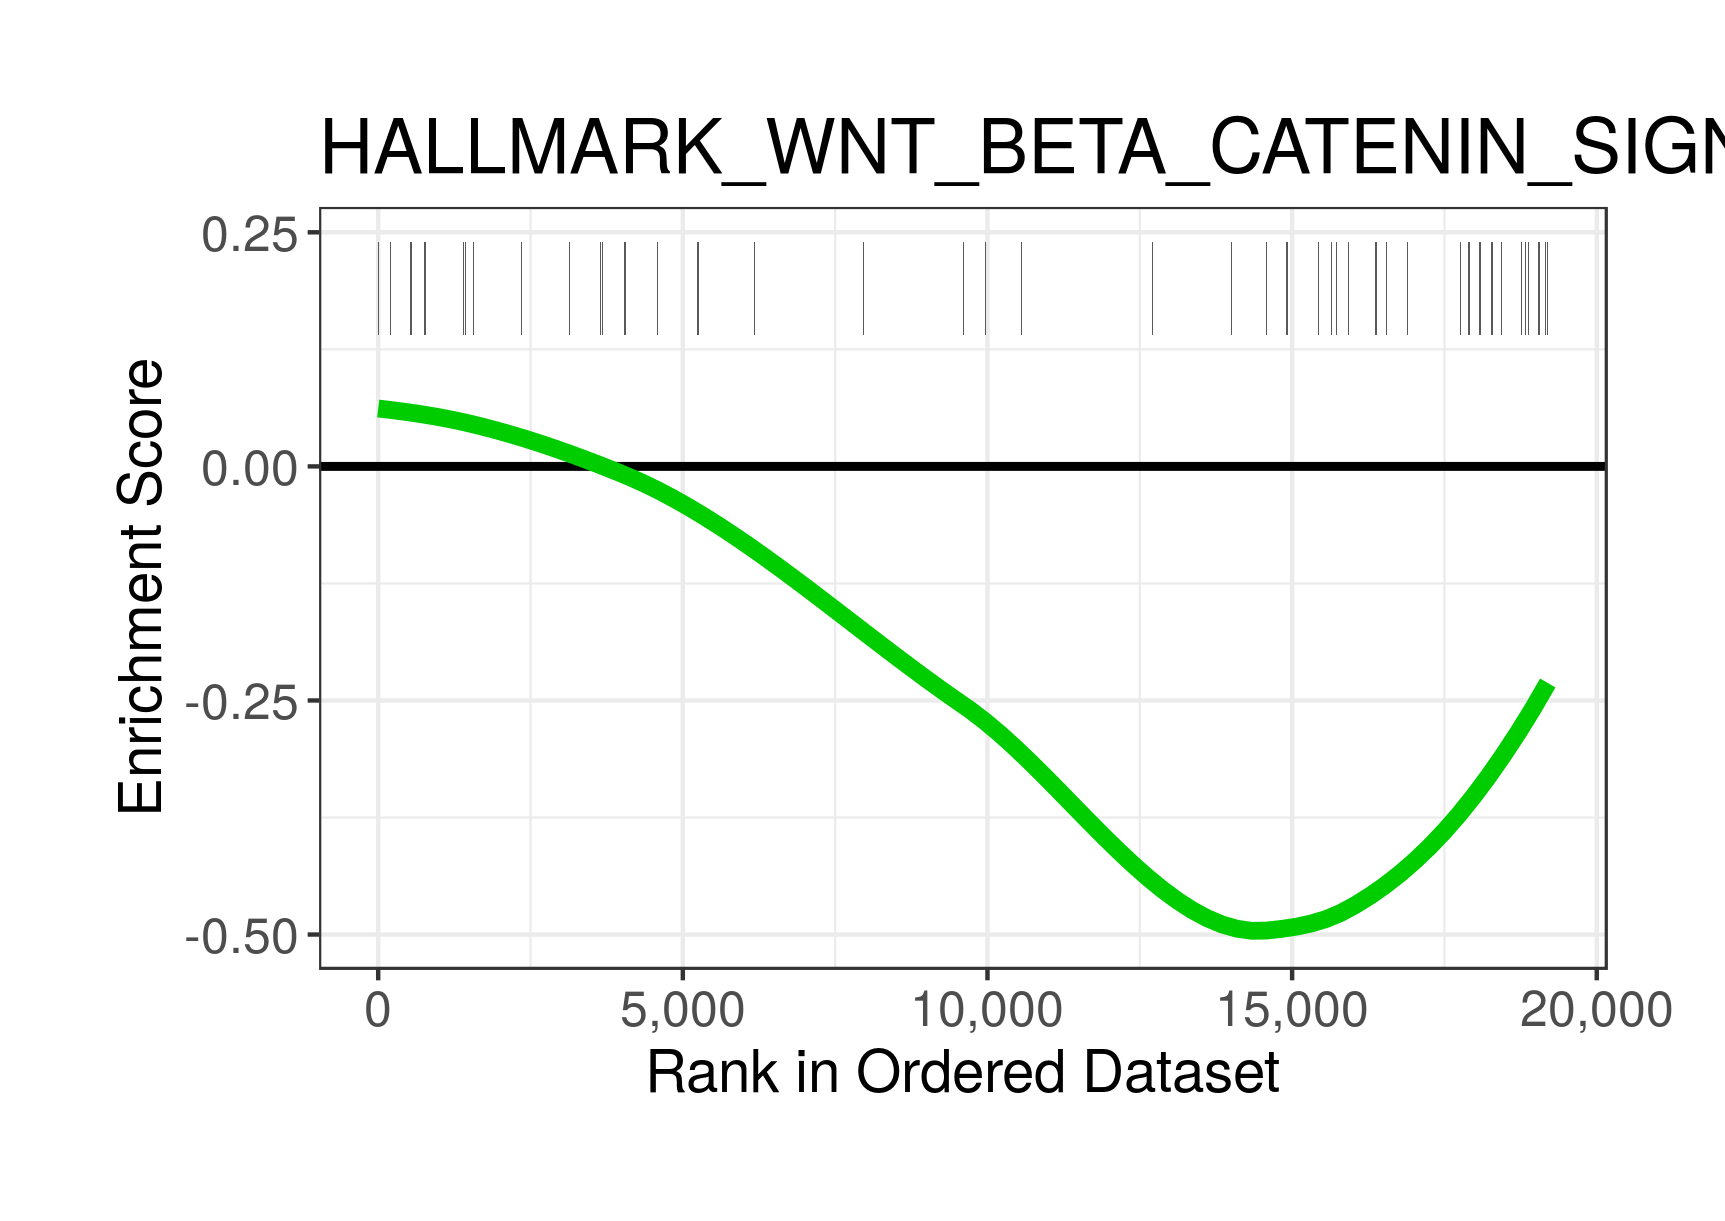 HALLMARK_WNT_BETA_CATENIN_SIGN
0.25
0.00
-0.25
-0.50
Enrichment Score
0 5,000 10,000 15,000 20,000
Rank in Ordered Dataset